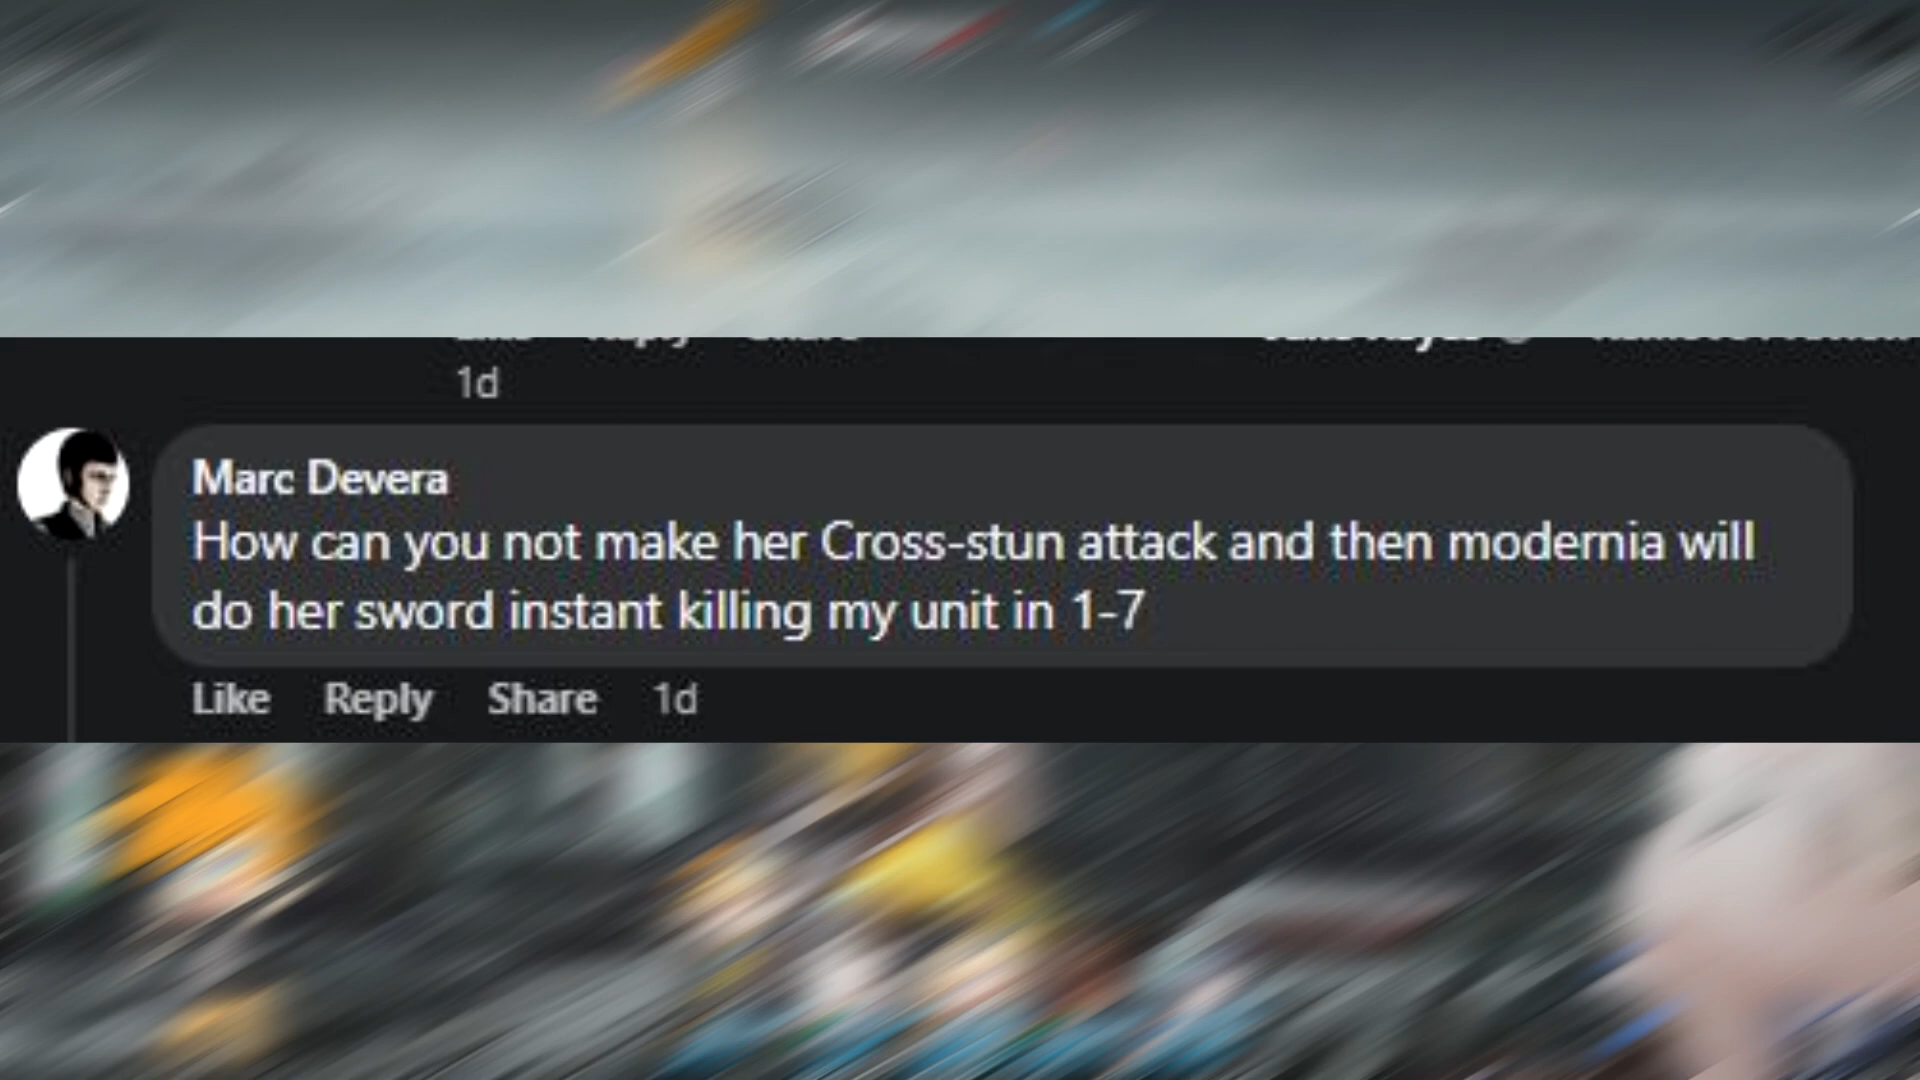 1d
Marc Devera
How can you not make her Cross-stun attack and then modernia will
do her sword instant killing my unit in 1-7
Like Reply Share 1d